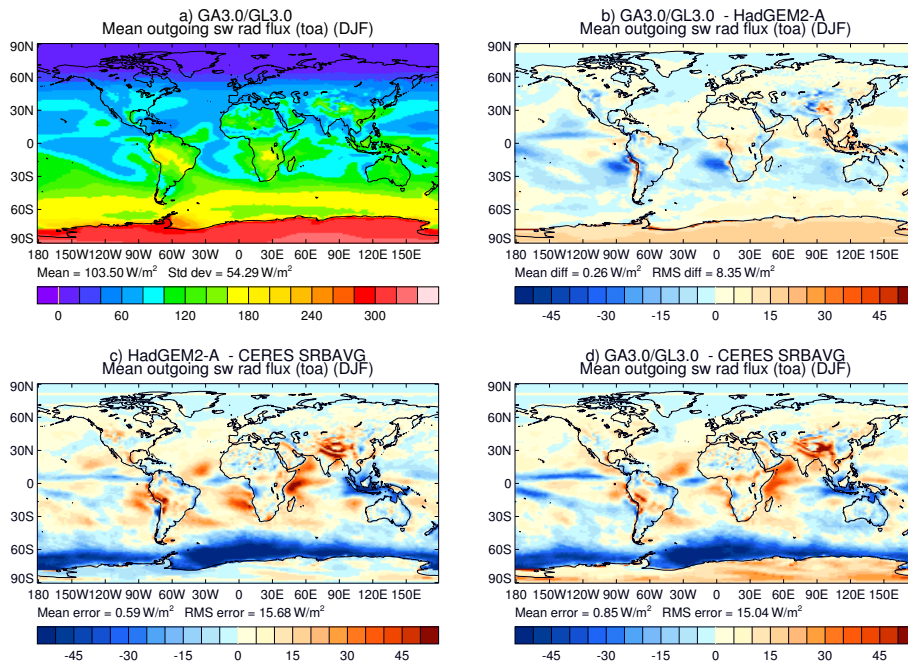 a) GA3.0/GL3.0
Mean outgoing sw rad flux (toa) (DJF)
90N
60N
30N
0
30S
60S
90S
180 150W 120W 90W 60W 30W 0 30E 60E 90E 120E 150E
Mean = 103.50 W/m² Std dev = 54.29 W/m²
0 60 120 180 240 300
b) GA3.0/GL3.0 - HadGEM2-A
Mean outgoing sw rad flux (toa) (DJF)
90N
60N
30N
0
30S
60S
90S
180 150W 120W 90W 60W 30W 0 30E 60E 90E 120E 150E
Mean diff = 0.26 W/m² RMS diff = 8.35 W/m²
-45 -30 -15 0 15 30 45
c) HadGEM2-A - CERES SRBAVG
Mean outgoing sw rad flux (toa) (DJF)
90N
60N
30N
0
30S
60S
90S
180 150W 120W 90W 60W 30W 0 30E 60E 90E 120E 150E
Mean error = 0.59 W/m² RMS error = 15.68 W/m²
-45 -30 -15 0 15 30 45
d) GA3.0/GL3.0 - CERES SRBAVG
Mean outgoing sw rad flux (toa) (DJF)
90N
60N
30N
0
30S
60S
90S
180 150W 120W 90W 60W 30W 0 30E 60E 90E 120E 150E
Mean error = 0.85 W/m² RMS error = 15.04 W/m²
-45 -30 -15 0 15 30 45